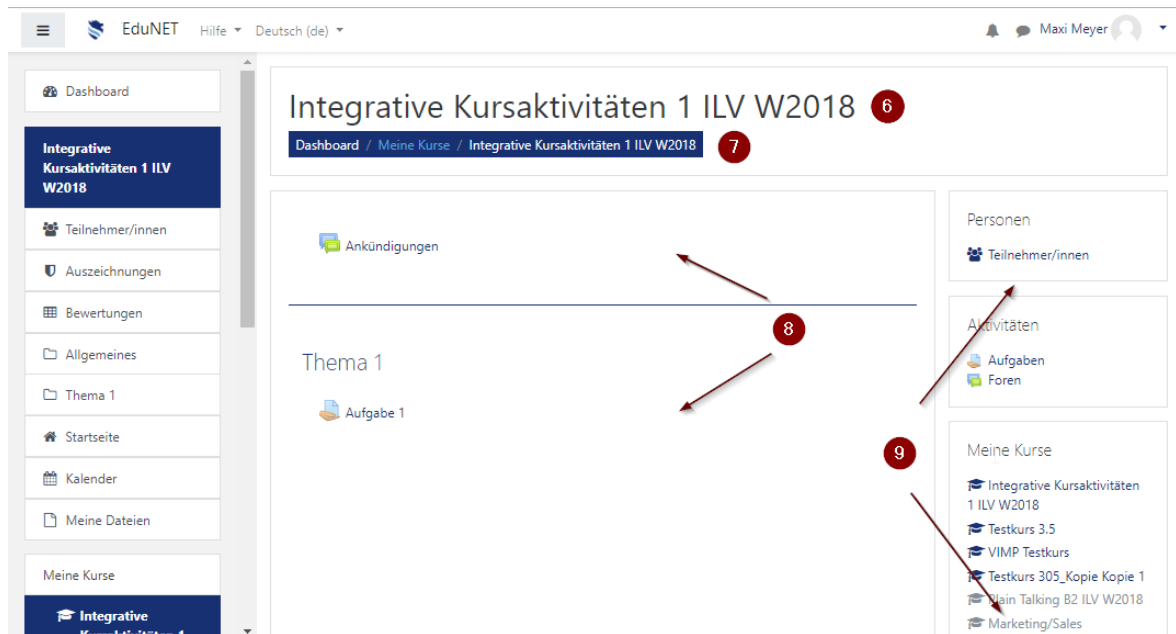 EduNET Hilfe Deutsch (de) Maxi Meyer
Dashboard
Integrative
Kursaktivitäten 1 ILV
W2018
Teilnehmer/innen
Auszeichnungen
Bewertungen
Allgemeines
Thema 1
Startseite
Kalender
Meine Dateien
Meine Kurse
Integrative
Kursaktivitäten 1
Integrative Kursaktivitäten 1 ILV W2018 6
Dashboard / Meine Kurse / Integrative Kursaktivitäten 1 ILV W2018 7
Ankündigungen
8
Thema 1
Aufgabe 1
9
Personen
Teilnehmer/innen
Aktivitäten
Aufgaben
Foren
Meine Kurse
Integrative Kursaktivitäten
1 ILV W2018
Testkurs 3.5
VIMP Testkurs
Testkurs 305_Kopie Kopie 1
Plain Talking B2 ILV W2018
Marketing/Sales